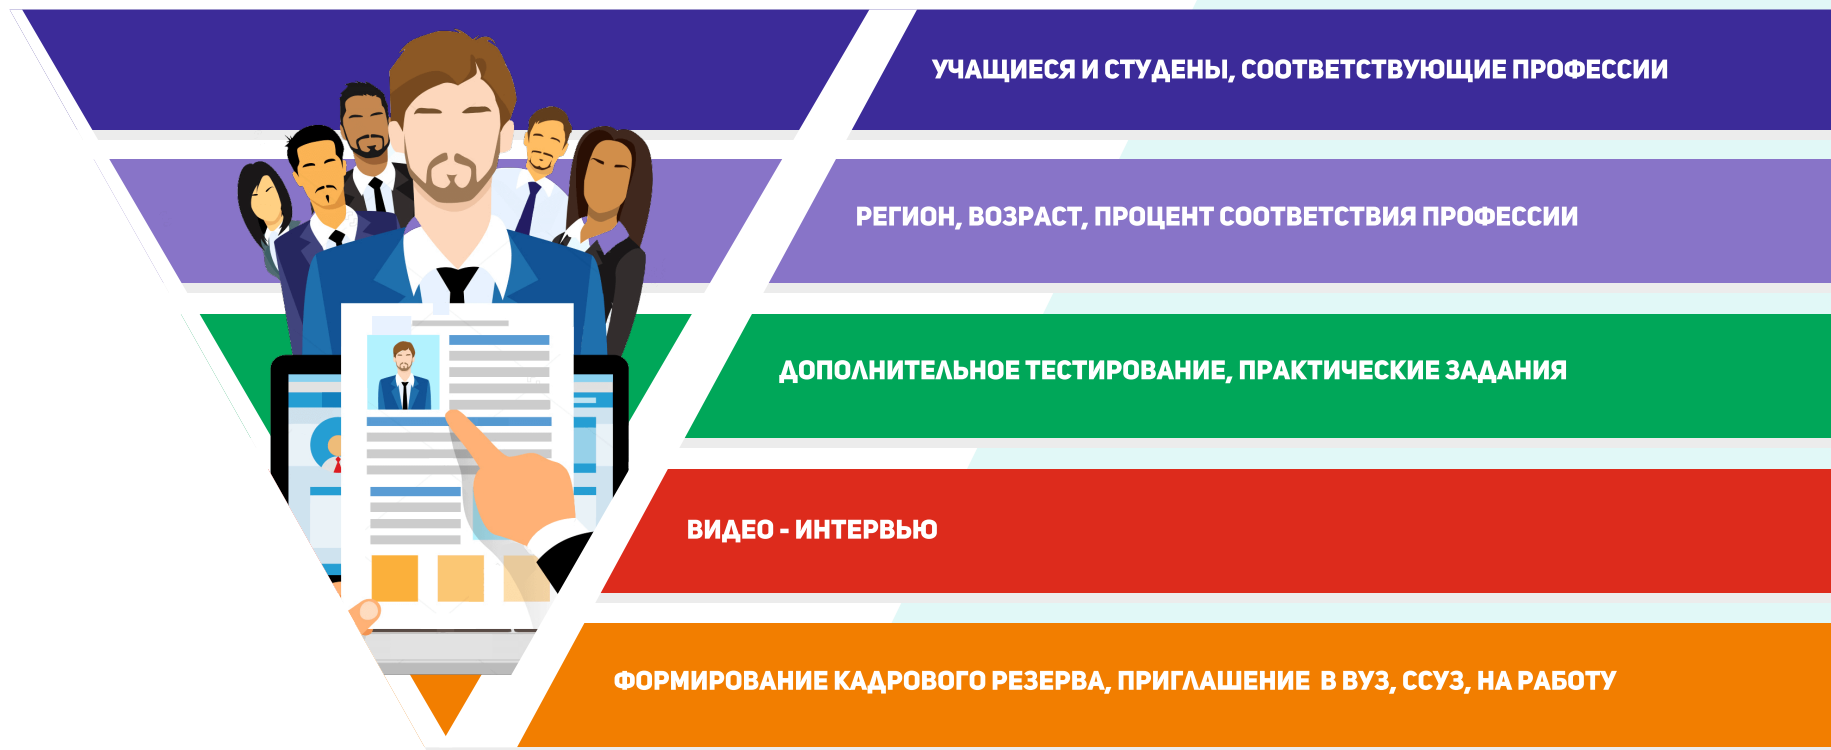 УЧАЩИЕСЯ И СТУДЕНЫ, СООТВЕТСТВУЮЩИЕ ПРОФЕССИИ
РЕГИОН, ВОЗРАСТ, ПРОЦЕНТ СООТВЕТСТВИЯ ПРОФЕССИИ
ДОПОЛНИТЕЛЬНОЕ ТЕСТИРОВАНИЕ, ПРАКТИЧЕСКИЕ ЗАДАНИЯ
ВИДЕО - ИНТЕРВЬЮ
ФОРМИРОВАНИЕ КАДРОВОГО РЕЗЕРВА, ПРИГЛАШЕНИЕ В ВУЗ, ССУЗ, НА РАБОТУ